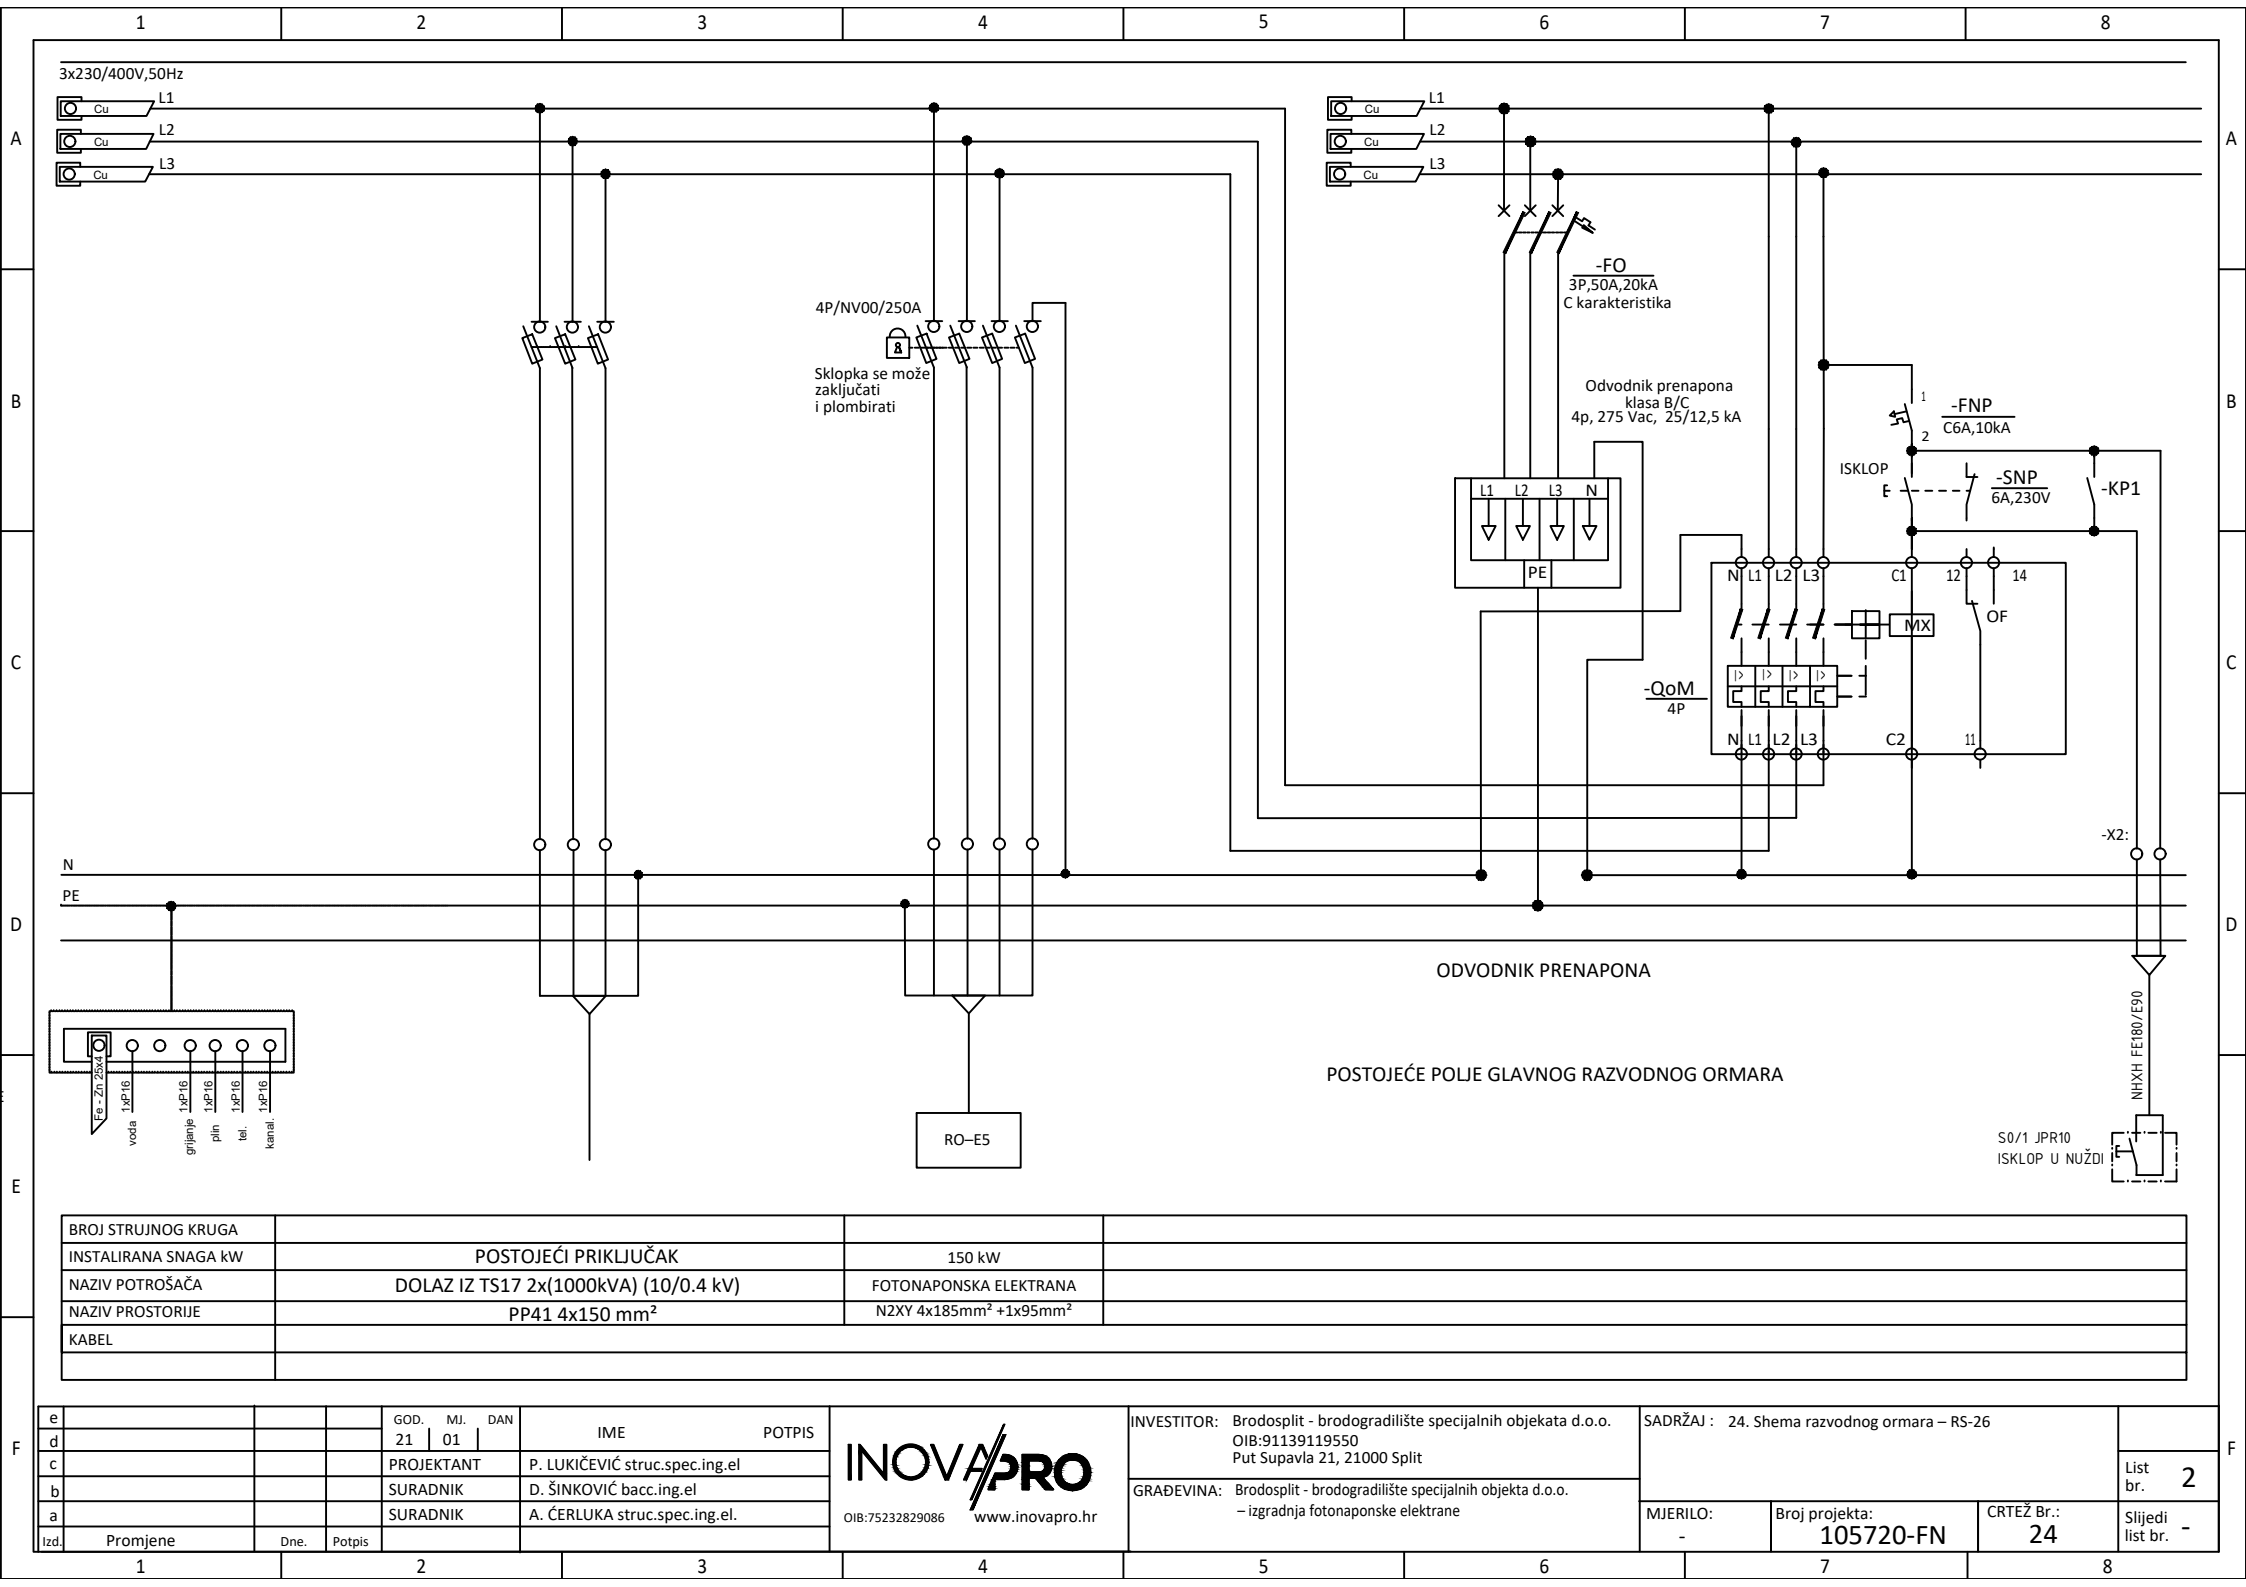 1 2 3 4 5 6 7 8
A
B
C
D
E
F
A
B
C
D
F
3x230/400V,50Hz
Cu L1
Cu L2
Cu L3
Cu L1
Cu L2
Cu L3
-FO
3P,50A,20kA
C karakteristika
4P/NV00/250A
Sklopka se može
zaključati
i plombirati
Odvodnik prenapona
klasa B/C
4p, 275 Vac, 25/12,5 kA
L1 L2 L3 N
PE
1
-FNP
C6A,10kA
2
ISKLOP
-SNP
6A,230V
-KP1
N L1 L2 L3 C1 12 14
MX
OF
I> I> I> I>
-QoM
4P
N L1 L2 L3 C2 11
-X2:
N
PE
ODVODNIK PRENAPONA
POSTOJEĆE POLJE GLAVNOG RAZVODNOG ORMARA
NHXH FE180/E90
S0/1 JPR10
ISKLOP U NUŽDI
Fe - Zn 25x4
1xP16 voda
1xP16 grijanje
1xP16 plin
1xP16 tel.
1xP16 kanal.
RO–E5
BROJ STRUJNOG KRUGA
INSTALIRANA SNAGA kW POSTOJEĆI PRIKLJUČAK 150 kW
NAZIV POTROŠAČA DOLAZ IZ TS17 2x(1000kVA) (10/0.4 kV) FOTONAPONSKA ELEKTRANA
NAZIV PROSTORIJE PP41 4x150 mm² N2XY 4x185mm² +1x95mm²
KABEL
e
d
c
b
a
Izd. Promjene Dne. Potpis
GOD. MJ. DAN
21 01
IME POTPIS
PROJEKTANT P. LUKIČEVIĆ struc.spec.ing.el
SURADNIK D. ŠINKOVIĆ bacc.ing.el
SURADNIK A. ĆERLUKA struc.spec.ing.el.
INOVAPRO
OIB:75232829086 www.inovapro.hr
INVESTITOR: Brodosplit - brodogradilište specijalnih objekata d.o.o.
OIB:91139119550
Put Supavla 21, 21000 Split
GRAĐEVINA: Brodosplit - brodogradilište specijalnih objekta d.o.o.
– izgradnja fotonaponske elektrane
SADRŽAJ : 24. Shema razvodnog ormara – RS-26
MJERILO:
-
Broj projekta:
105720-FN
CRTEŽ Br.:
24
List
br. 2
Slijedi
list br. -
1 2 3 4 5 6 7 8